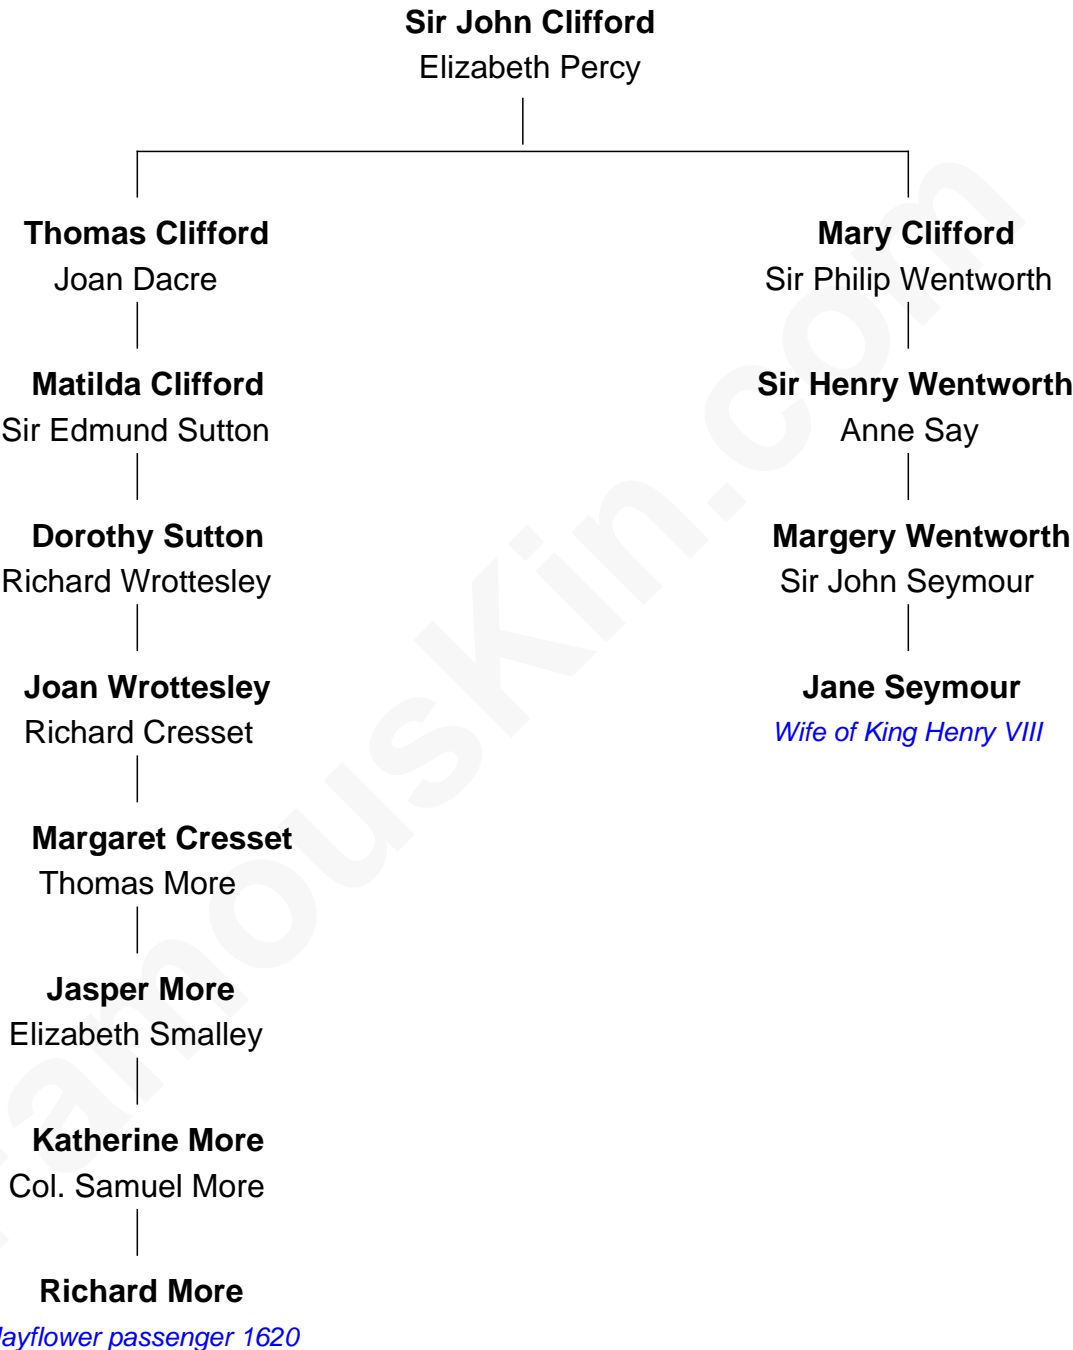 Sir John Clifford
Elizabeth Percy
Thomas Clifford
Joan Dacre
Mary Clifford
Sir Philip Wentworth
Matilda Clifford
Sir Edmund Sutton
Sir Henry Wentworth
Anne Say
Dorothy Sutton
Richard Wrottesley
Margery Wentworth
Sir John Seymour
Joan Wrottesley
Richard Cresset
Jane Seymour
Wife of King Henry VIII
Margaret Cresset
Thomas More
Jasper More
Elizabeth Smalley
Katherine More
Col. Samuel More
Richard More
layflower passenger 1620
FamousKin.com